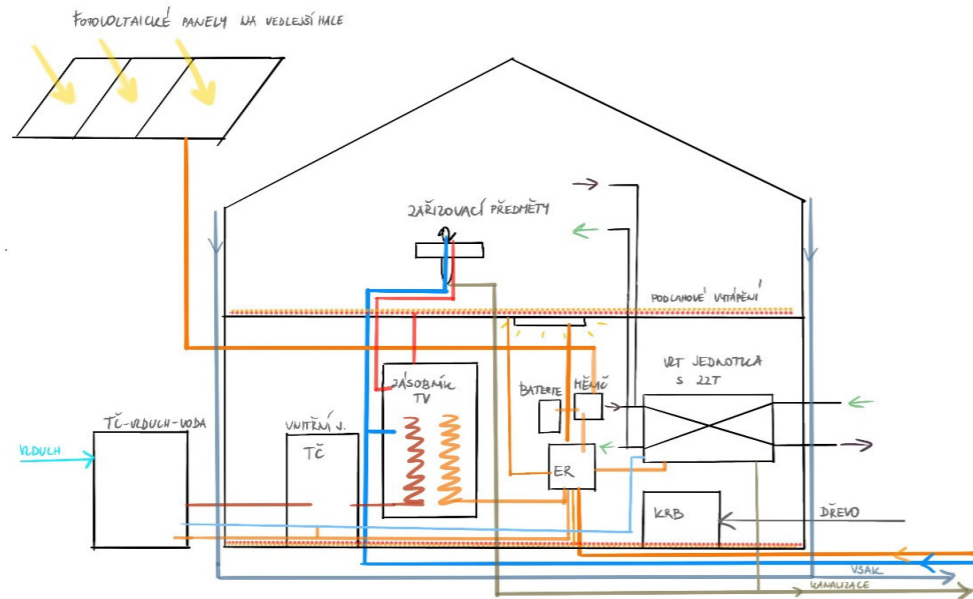 FOTOVOLTAICKÉ PANELY NA VEDLEJŠÍ HALE
ZAŘIZOVACÍ PŘEDMĚTY
PODLAHOVÉ VYTÁPĚNÍ
VZT JEDNOTKA
S ZZT
BATERIE
MĚNIČ
ZÁSOBNÍK
TV
TČ-VZDUCH-VODA
VNITŘNÍ J.
TČ
VZDUCH
ER
KRB
DŘEVO
VSAK
KANALIZACE